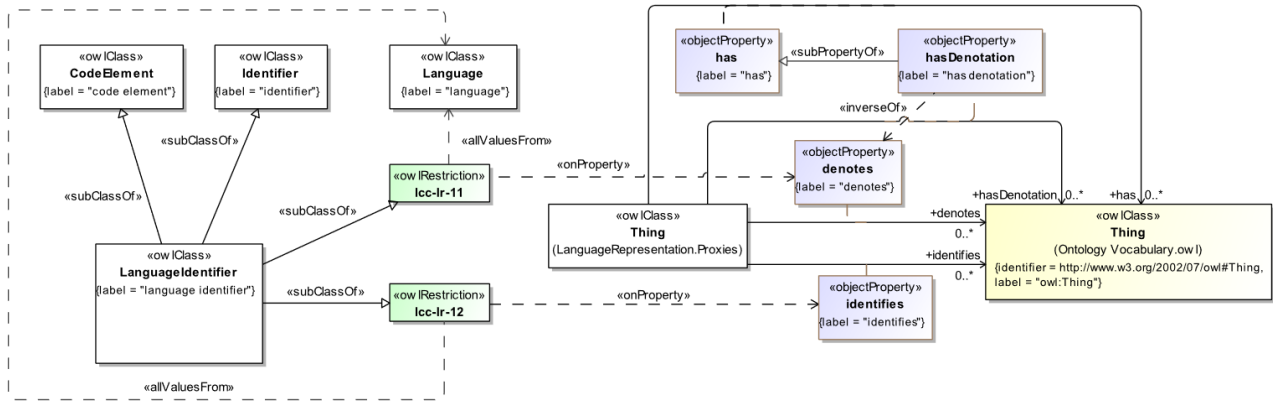 «owlClass»
CodeElement
{label = "code element"}
«owlClass»
Identifier
{label = "identifier"}
«owlClass»
Language
{label = "language"}
«objectProperty»
has
{label = "has"}
«subPropertyOf»
«objectProperty»
hasDenotation
{label = "has denotation"}
«inverseOf»
«subClassOf»
«subClassOf»
«allValuesFrom»
«owlRestriction»
lcc-lr-11
«onProperty»
«objectProperty»
denotes
{label = "denotes"}
«subClassOf»
+hasDenotation
0..*
+has
0..*
«owlClass»
Thing
(LanguageRepresentation.Proxies)
+denotes
0..*
+identifies
0..*
«owlClass»
Thing
(Ontology Vocabulary.owl)
{identifier = http://www.w3.org/2002/07/owl#Thing,
label = "owl:Thing"}
«owlClass»
LanguageIdentifier
{label = "language identifier"}
«subClassOf»
«owlRestriction»
lcc-lr-12
«onProperty»
«objectProperty»
identifies
{label = "identifies"}
«allValuesFrom»